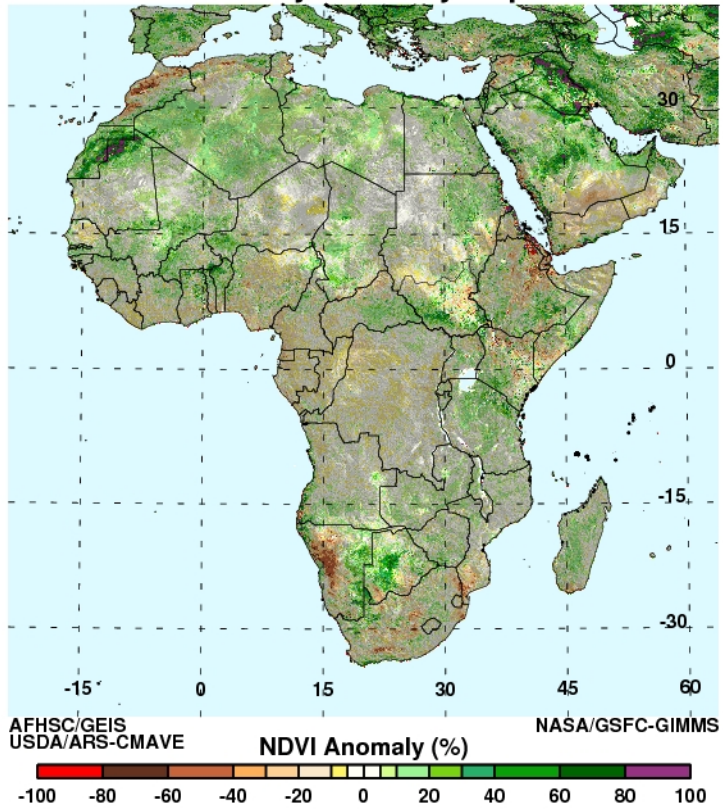 30
15
0
-15
-30
-15 0 15 30 45 60
AFHSC/GEIS
USDA/ARS-CMAVE
NASA/GSFC-GIMMS
NDVI Anomaly (%)
-100 -80 -60 -40 -20 0 20 40 60 80 100